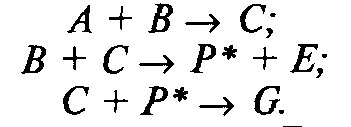 A + B → C;
B + C → P* + E;
C + P* → G.